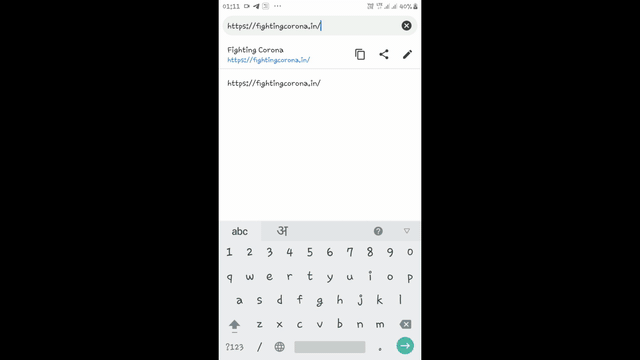 01:11 ... 40%
https://fightingcorona.in/
Fighting Corona
https://fightingcorona.in/
https://fightingcorona.in/
abc अ ?
1 2 3 4 5 6 7 8 9 0
q w e r t y u i o p
a s d f g h j k l
z x c v b n m
?123 / .